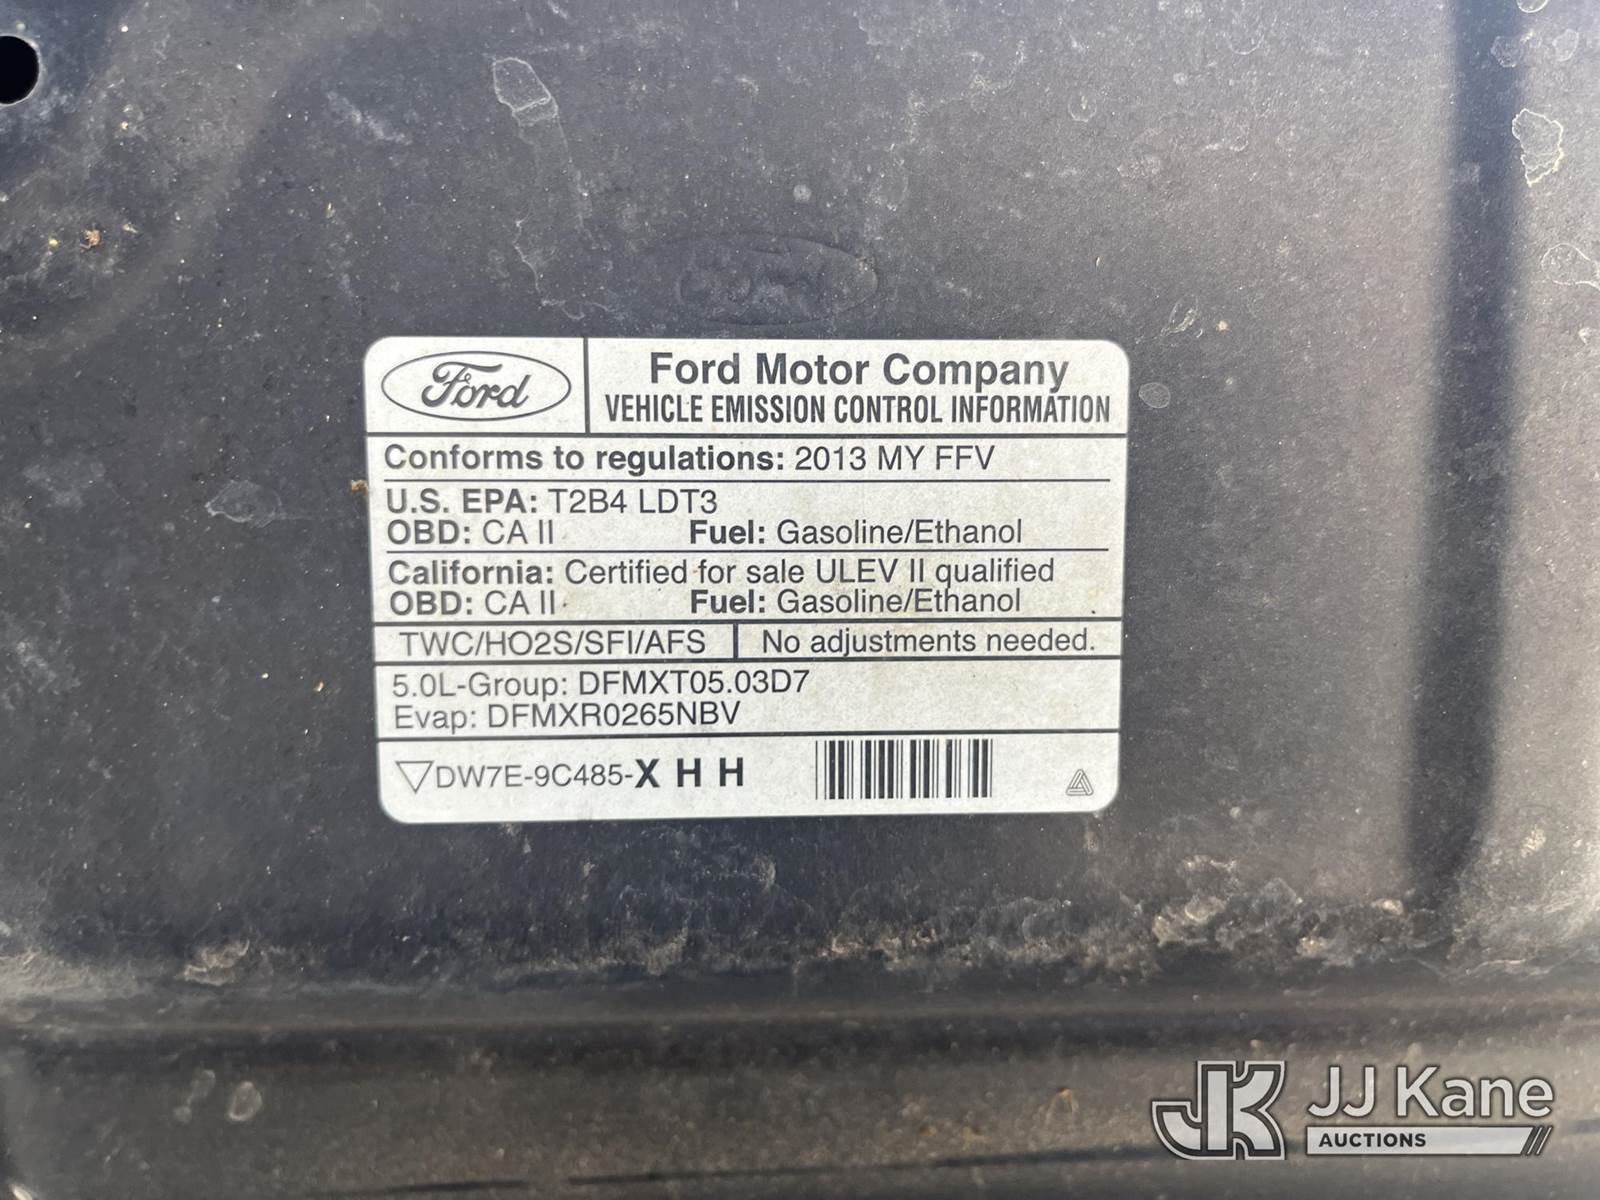 Ford
Ford Motor Company
VEHICLE EMISSION CONTROL INFORMATION
Conforms to regulations: 2013 MY FFV
U.S. EPA: T2B4 LDT3
OBD: CA II Fuel: Gasoline/Ethanol
California: Certified for sale ULEV II qualified
OBD: CA II Fuel: Gasoline/Ethanol
TWC/HO2S/SFI/AFS No adjustments needed.
5.0L-Group: DFMXT05.03D7
Evap: DFMXR0265NBV
DW7E-9C485-X H H
JK JJ Kane
AUCTIONS